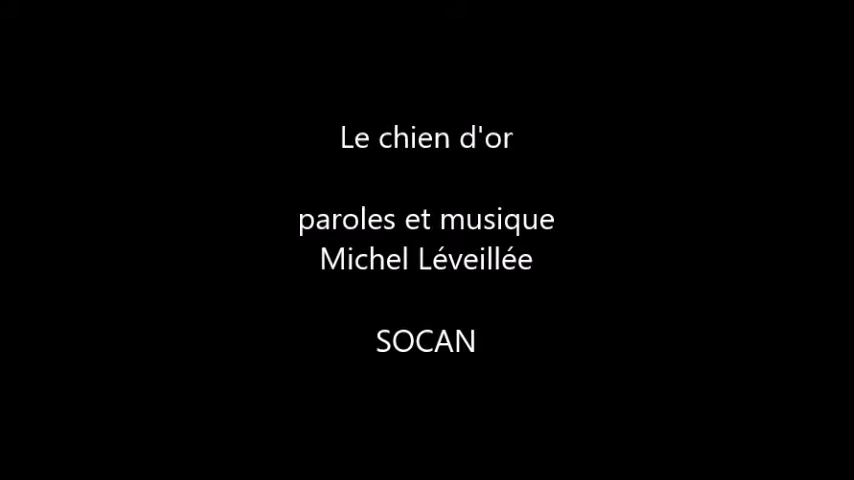 Le chien d'or
paroles et musique
Michel Léveillée
SOCAN